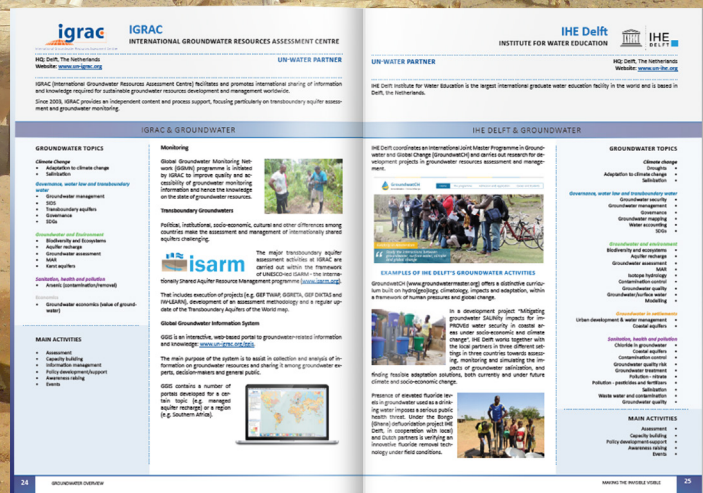 igrac
IGRAC
INTERNATIONAL GROUNDWATER RESOURCES ASSESSMENT CENTRE
HQ: Delft, The Netherlands
Website: www.un-igrac.org
UN-WATER PARTNER
IGRAC (International Groundwater Resources Assessment Centre) facilitates and promotes international sharing of information
and knowledge required for sustainable groundwater resources development and management worldwide.
Since 2003, IGRAC provides an independent content and process support, focusing particularly on transboundary aquifer assess-
ment and groundwater monitoring.
IGRAC & GROUNDWATER
GROUNDWATER TOPICS
Climate Change
• Adaptation to climate change
• Salinization
Governance, water law and transboundary
water
• Groundwater management
• SIDS
• Transboundary aquifers
• Governance
• SDGs
Groundwater and Environment
• Biodiversity and Ecosystems
• Aquifer recharge
• Groundwater assessment
• MAR
• Karst aquifers
Sanitation, health and pollution
• Arsenic (contamination/removal)
Economics
• Groundwater economics (value of ground-
water)
MAIN ACTIVITIES
• Assessment
• Capacity building
• Information management
• Policy development/support
• Awareness raising
• Events
Monitoring
Global Groundwater Monitoring Net-
work (GGMN) programme is initiated
by IGRAC to improve quality and ac-
cessibility of groundwater monitoring
information and hence the knowledge
on the state of groundwater resources.
Transboundary Groundwaters
Political, institutional, socio-economic, cultural and other differences among
countries make the assessment and management of internationally shared
aquifers challenging.
isarm
The major transboundary aquifer
assessment activities at IGRAC are
carried out within the framework
of UNESCO-IHE ISARM - the Interna-
tionally Shared Aquifer Resource Management programme (www.isarm.org).
That includes execution of projects (e.g. GEF TWAP, GGRETA, GEF DIKTAS and
IW-LEARN), development of an assessment methodology and a regular up-
date of the Transboundary Aquifers of the World map.
Global Groundwater Information System
GGIS is an interactive, web-based portal to groundwater-related information
and knowledge: www.un-igrac.org/ggis.
The main purpose of the system is to assist in collection and analysis of in-
formation on groundwater resources and sharing it among groundwater ex-
perts, decision-makers and general public.
GGIS contains a number of
portals developed for a cer-
tain topic (e.g. managed
aquifer recharge) or a region
(e.g. Southern Africa).
24
GROUNDWATER OVERVIEW
IHE Delft
INSTITUTE FOR WATER EDUCATION
IHE
DELFT
UN-WATER PARTNER
HQ: Delft, The Netherlands
Website: www.un-ihe.org
IHE Delft Institute for Water Education is the largest international graduate water education facility in the world and is based in
Delft, the Netherlands.
IHE DELFT & GROUNDWATER
IHE Delft coordinates an International Joint Master Programme in Ground-
water and Global Change (GroundwatCH) and carries out research for de-
velopment projects in groundwater resources assessment and manage-
ment.
GroundwatCH
EXAMPLES OF IHE DELFT'S GROUNDWATER ACTIVITIES
GroundwatCH (www.groundwatermaster.org) offers a distinctive curricu-
lum built on hydro(geo)logy, climatology, impacts and adaptation, within
a framework of human pressures and global change.
In a development project "Mitigating
groundwater SALiNity impacts for im-
PROVed water security in coastal ar-
eas under socio-economic and climate
change", IHE Delft works together with
the local partners in three different set-
tings in three countries towards assess-
ing, monitoring and simulating the im-
pacts of groundwater salinization, and
finding feasible adaptation solutions, both currently and under future
climate and socio-economic change.
Presence of elevated fluoride lev-
els in groundwater used as a drink-
ing water imposes a serious public
health threat. Under the Bongo
(Ghana) defluoridation project IHE
Delft, in cooperation with local)
and Dutch partners is verifying an
innovative fluoride removal tech-
nology under field conditions.
GROUNDWATER TOPICS
Climate change
Droughts •
Adaptation to climate change •
Salinization •
Governance, water law and transboundary
water
Groundwater security •
Groundwater management •
Governance •
Groundwater mapping •
Water accounting •
SDGs •
Groundwater and environment
Biodiversity and ecosystems •
Aquifer recharge •
Groundwater assessment •
MAR •
Isotope hydrology •
Contamination control •
Groundwater quality •
Groundwater/surface water •
Modelling •
Groundwater in settlements
Urban development & water management •
Coastal aquifers •
Sanitation, health and pollution
Chloride in groundwater •
Coastal aquifers •
Contamination control •
Groundwater quality risk •
Groundwater treatment •
Pollution - nitrate •
Pollution - pesticides and fertilizers •
Salinisation •
Waste water and contamination •
Groundwater quality •
MAIN ACTIVITIES
Assessment •
Capacity building •
Policy development-support •
Awareness raising •
Events •
MAKING THE INVISIBLE VISIBLE
25